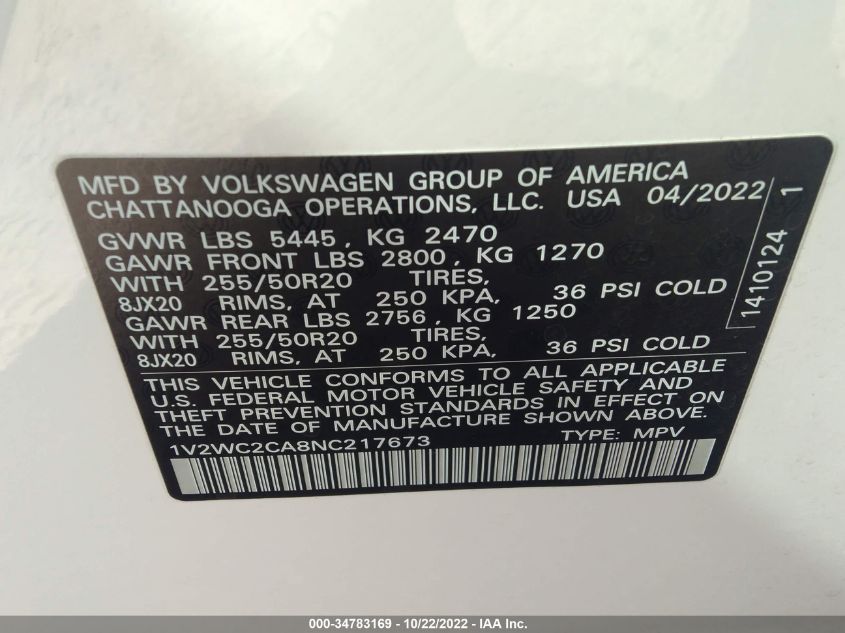 MFD BY VOLKSWAGEN GROUP OF AMERICA
CHATTANOOGA OPERATIONS, LLC. USA 04/2022
GVWR LBS 5445, KG 2470
GAWR FRONT LBS 2800, KG 1270
WITH 255/50R20 TIRES,
8JX20 RIMS, AT 250 KPA, 36 PSI COLD
GAWR REAR LBS 2756, KG 1250
WITH 255/50R20 TIRES,
8JX20 RIMS, AT 250 KPA, 36 PSI COLD
THIS VEHICLE CONFORMS TO ALL APPLICABLE
U.S. FEDERAL MOTOR VEHICLE SAFETY AND
THEFT PREVENTION STANDARDS IN EFFECT ON
THE DATE OF MANUFACTURE SHOWN ABOVE.
1V2WC2CA8NC217673 TYPE: MPV
1410124 1
000-34783169 - 10/22/2022 - IAA Inc.